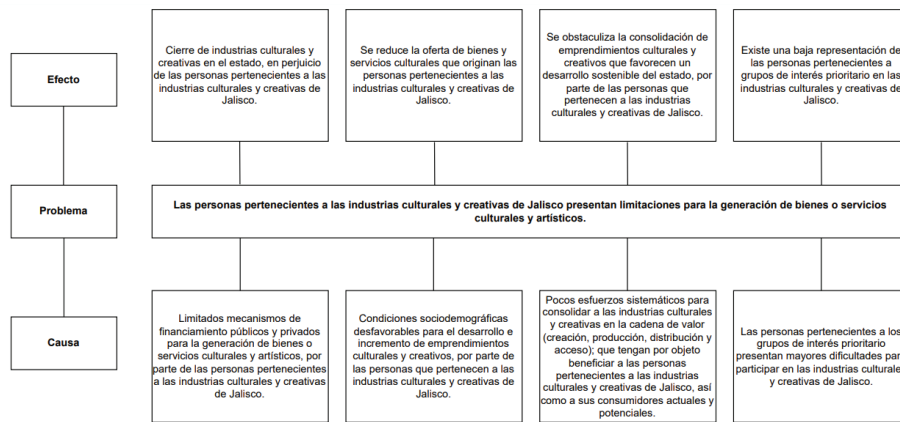 Efecto
Cierre de industrias culturales y
creativas en el estado, en perjuicio
de las personas pertenecientes a las
industrias culturales y creativas de
Jalisco.
Se reduce la oferta de bienes y
servicios culturales que originan las
personas pertenecientes a las
industrias culturales y creativas de
Jalisco.
Se obstaculiza la consolidación de
emprendimientos culturales y
creativos que favorecen un
desarrollo sostenible del estado, por
parte de las personas que
pertenecen a las industrias
culturales y creativas de Jalisco.
Existe una baja representación de
las personas pertenecientes a
grupos de interés prioritario en las
industrias culturales y creativas de
Jalisco.
Problema
Las personas pertenecientes a las industrias culturales y creativas de Jalisco presentan limitaciones para la generación de bienes o servicios
culturales y artísticos.
Causa
Limitados mecanismos de
financiamiento públicos y privados
para la generación de bienes o
servicios culturales y artísticos, por
parte de las personas pertenecientes
a las industrias culturales y creativas
de Jalisco.
Condiciones sociodemográficas
desfavorables para el desarrollo e
incremento de emprendimientos
culturales y creativos, por parte de
las personas que pertenecen a las
industrias culturales y creativas de
Jalisco.
Pocos esfuerzos sistemáticos para
consolidar a las industrias culturales
y creativas en la cadena de valor
(creación, producción, distribución y
acceso); que tengan por objeto
beneficiar a las personas
pertenecientes a las industrias
culturales y creativas de Jalisco, así
como a sus consumidores actuales y
potenciales.
Las personas pertenecientes a los
grupos de interés prioritario
presentan mayores dificultades para
participar en las industrias culturales
y creativas de Jalisco.